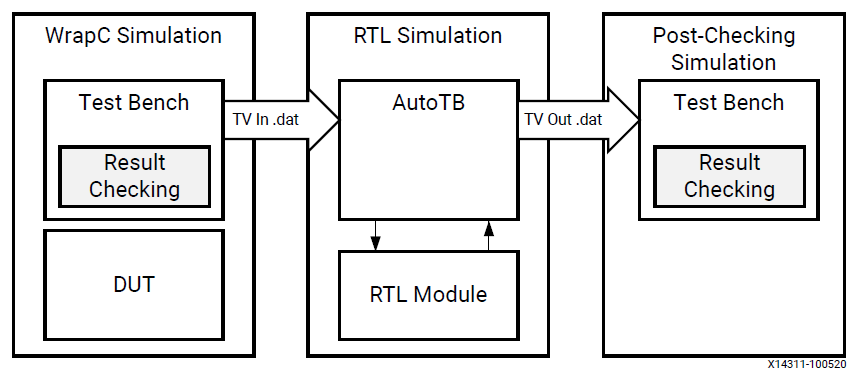 WrapC Simulation
Test Bench
Result
Checking
DUT
TV In .dat
RTL Simulation
AutoTB
RTL Module
TV Out .dat
Post-Checking
Simulation
Test Bench
Result
Checking
X14311-100520